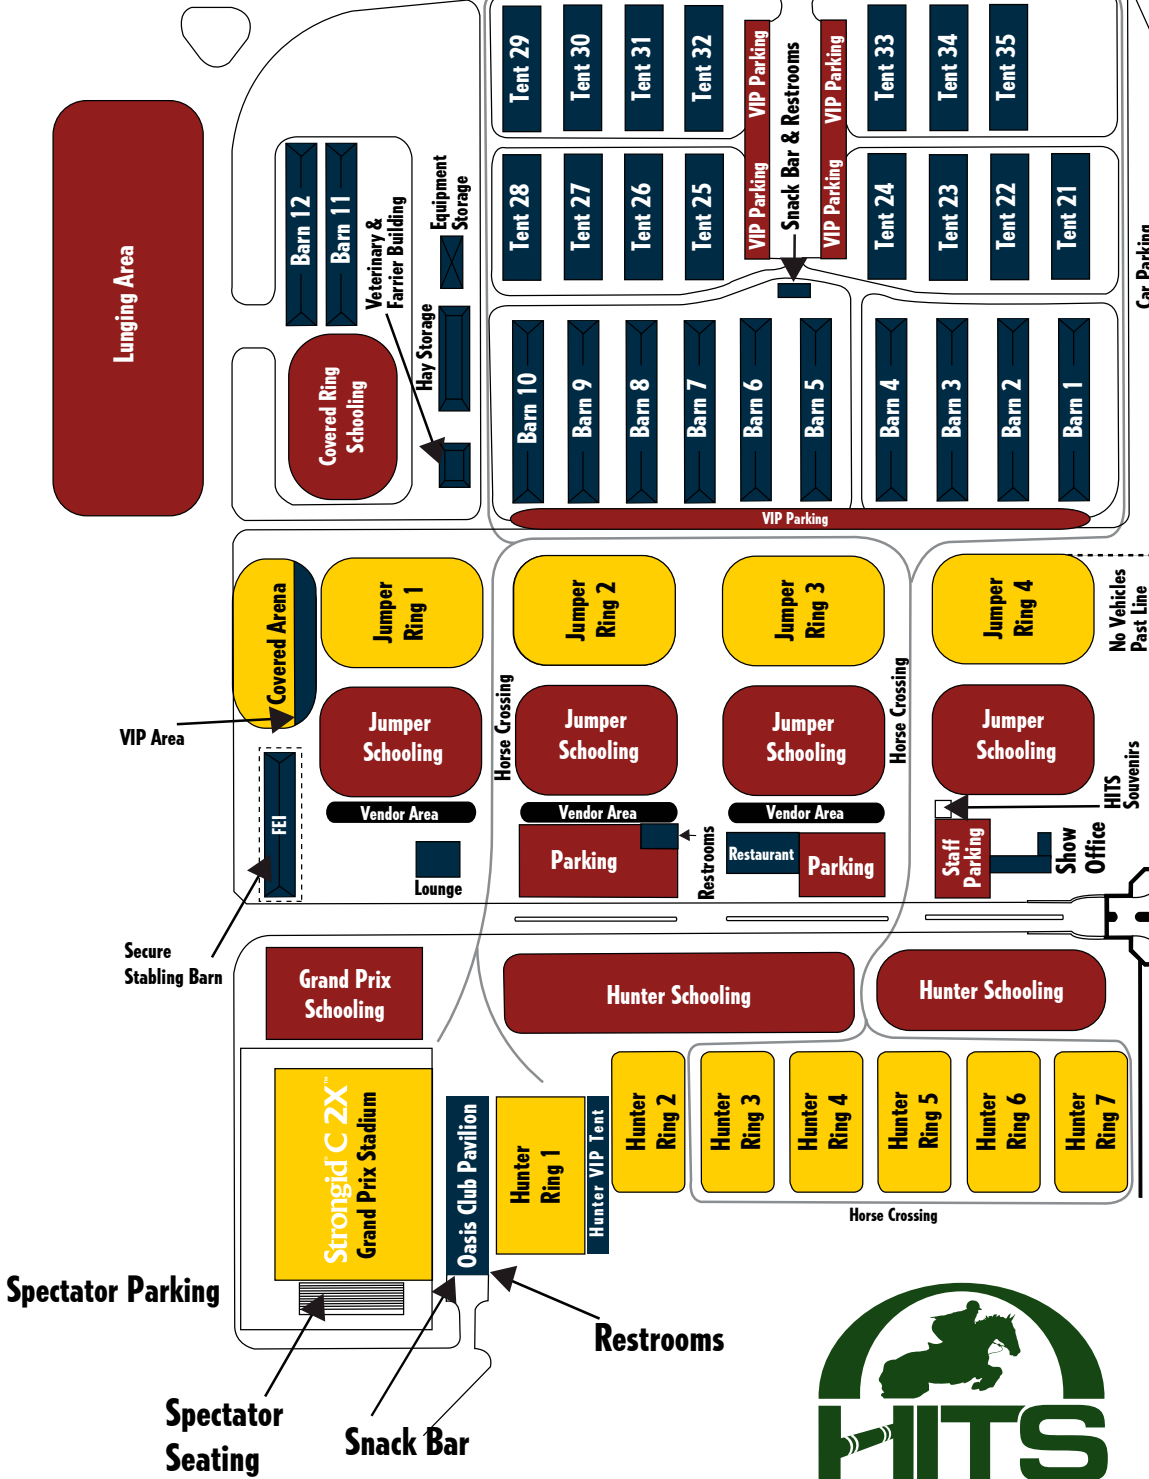 Tent 29
Tent 30
Tent 31
Tent 32
VIP Parking
VIP Parking
Tent 33
Tent 34
Tent 35
Snack Bar & Restrooms
Tent 28
Tent 27
Tent 26
Tent 25
VIP Parking
VIP Parking
Tent 24
Tent 23
Tent 22
Tent 21
Car Parking
Lunging Area
Barn 12
Barn 11
Veterinary &
Farrier Building
Equipment
Storage
Hay Storage
Covered Ring
Schooling
Barn 10
Barn 9
Barn 8
Barn 7
Barn 6
Barn 5
Barn 4
Barn 3
Barn 2
Barn 1
VIP Parking
Covered Arena
Jumper
Ring 1
Jumper
Ring 2
Jumper
Ring 3
Jumper
Ring 4
No Vehicles
Past Line
VIP Area
Jumper
Schooling
Horse Crossing
Jumper
Schooling
Jumper
Schooling
Horse Crossing
Jumper
Schooling
HITS
Souvenirs
FEI
Vendor Area
Vendor Area
Vendor Area
Lounge
Parking
Restrooms
Restaurant
Parking
Staff
Parking
Show
Office
Secure
Stabling Barn
Grand Prix
Schooling
Hunter Schooling
Hunter Schooling
Strongid C 2X™
Grand Prix Stadium
Oasis Club Pavilion
Hunter
Ring 1
Hunter VIP Tent
Hunter
Ring 2
Hunter
Ring 3
Hunter
Ring 4
Hunter
Ring 5
Hunter
Ring 6
Hunter
Ring 7
Horse Crossing
Spectator Parking
Restrooms
Spectator
Seating
Snack Bar
HITS